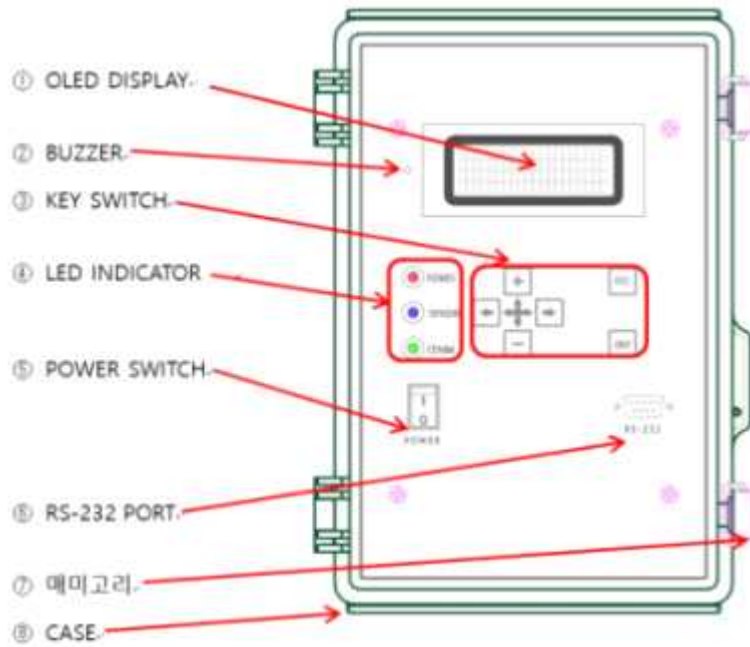 ① OLED DISPLAY
② BUZZER
③ KEY SWITCH
④ LED INDICATOR
POWER
+
−
⑤ POWER SWITCH
I
O
POWER
RS-232
⑥ RS-232 PORT
⑦ 매미고리
⑧ CASE